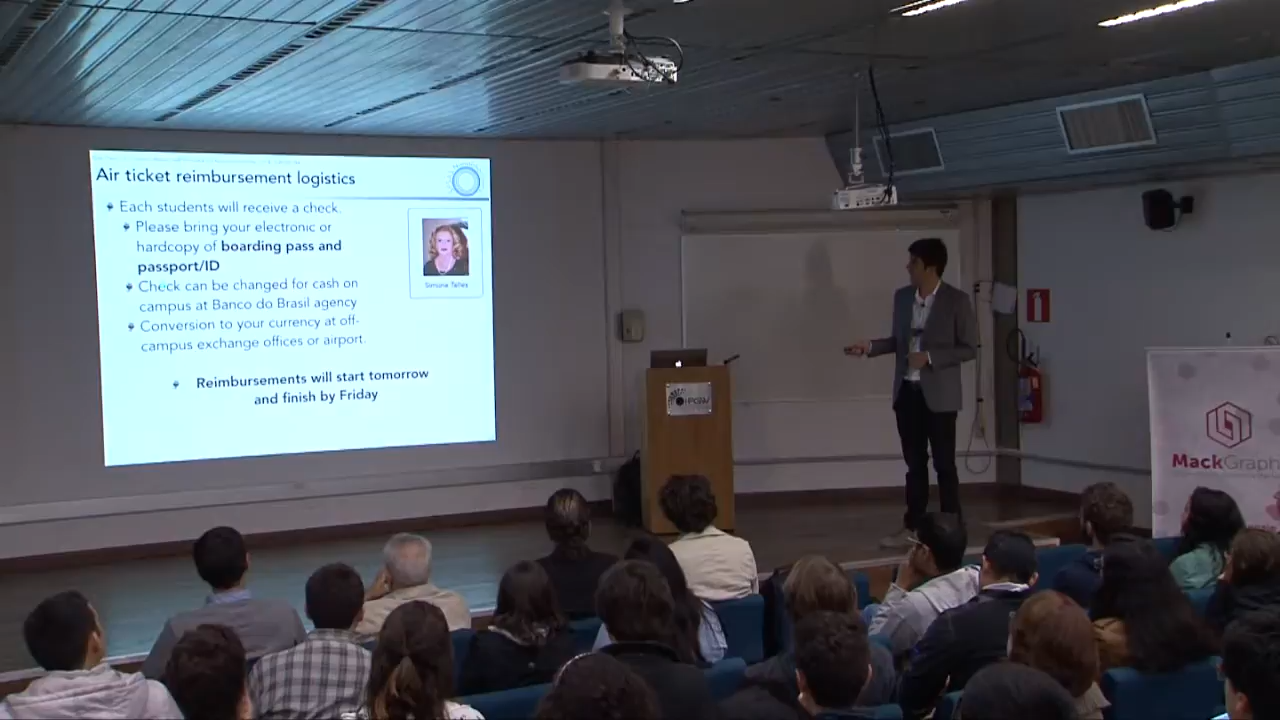 Air ticket reimbursement logistics
Each students will receive a check.
Please bring your electronic or
hardcopy of boarding pass and
passport/ID
Check can be changed for cash on
campus at Banco do Brasil agency
Conversion to your currency at off-
campus exchange offices or airport.
Reimbursements will start tomorrow
and finish by Friday
Simone Telles
MackGraph